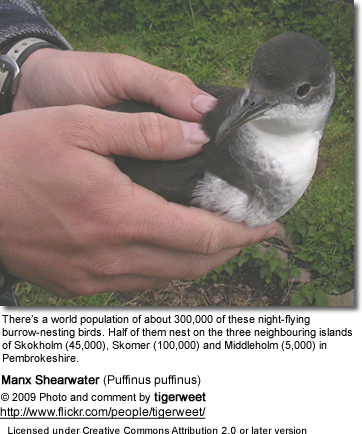 There's a world population of about 300,000 of these night-flying
burrow-nesting birds. Half of them nest on the three neighbouring islands
of Skokholm (45,000), Skomer (100,000) and Middleholm (5,000) in
Pembrokeshire.
Manx Shearwater (Puffinus puffinus)
© 2009 Photo and comment by tigerweet
http://www.flickr.com/people/tigerweet/
Licensed under Creative Commons Attribution 2.0 or later version